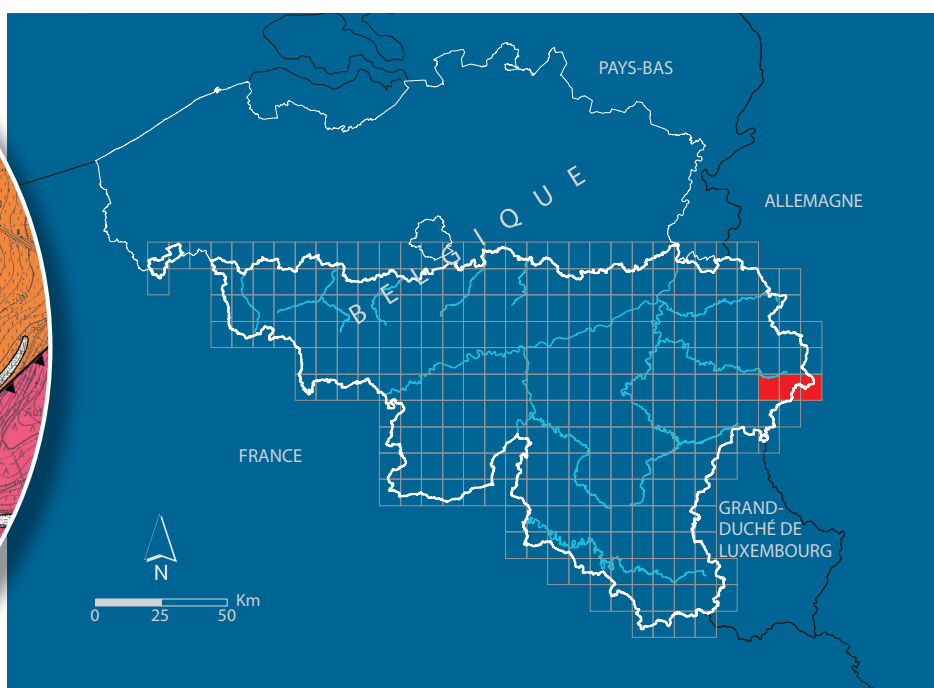 PAYS-BAS
ALLEMAGNE
BELGIQUE
FRANCE
GRAND-
DUCHÉ DE
LUXEMBOURG
N
Km
0 25 50